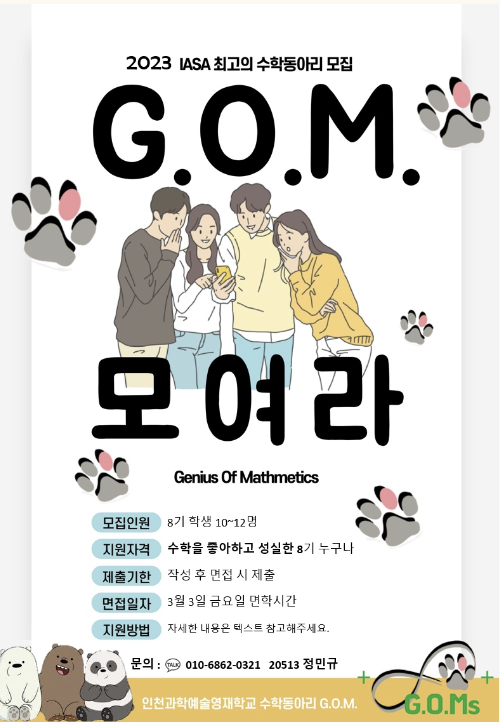 2023 IASA 최고의 수학동아리 모집
G.O.M.
모여라
Genius Of Mathmetics
모집인원 8기 학생 10~12명
지원자격 수학을 좋아하고 성실한 8기 누구나
제출기한 작성 후 면접 시 제출
면접일자 3월 3일 금요일 면학시간
지원방법 자세한 내용은 텍스트 참고해주세요.
문의 : TALK 010-6862-0321 20513 정민규
인천과학예술영재학교 수학동아리 G.O.M.
G.O.Ms